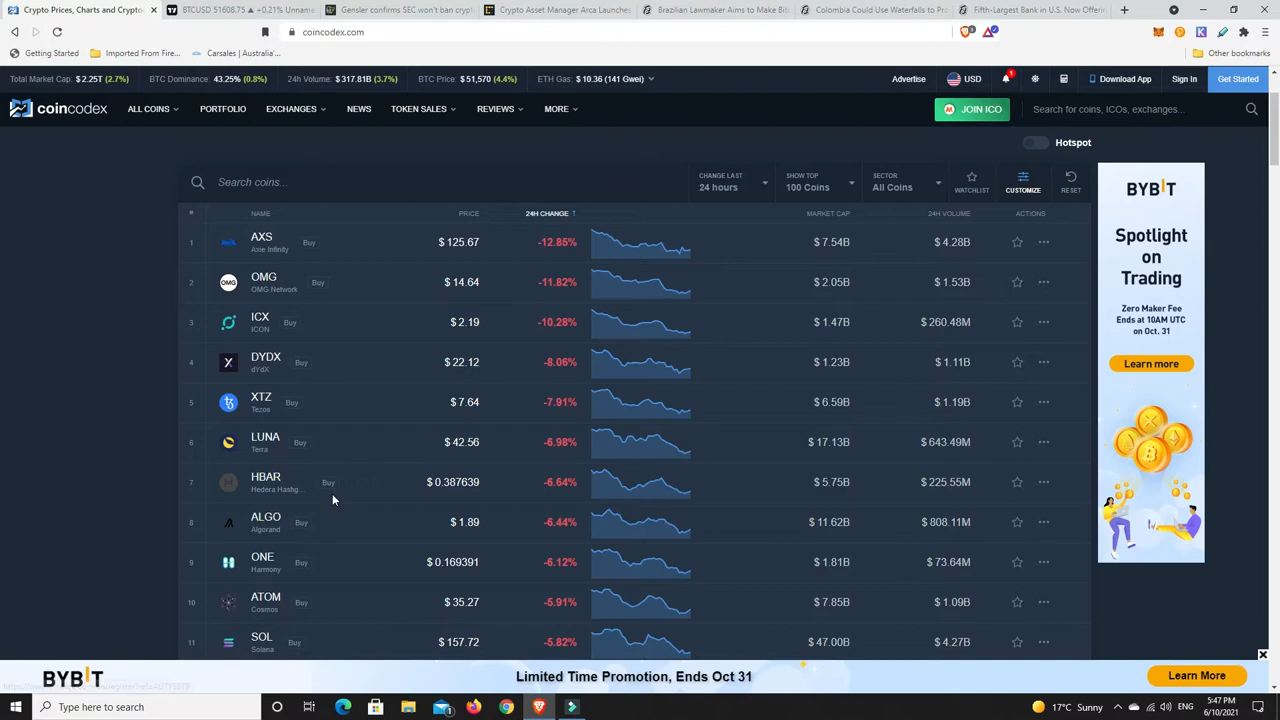 Crypto Prices, Charts and Cryptoc
BTCUSD 51608.75 ▲ +0.21% Unname
Gensler confirms SEC won't ban crypt
Crypto Asset Manager Arca Launches
Brazilian Lawmaker Aims to Make Bit
Colombia Could Use Waterfalls to Pro
Fifth-Largest Bank in U.S. Now Offerin
coincodex.com
Getting Started
Imported From Fire...
Carsales | Australia'...
Other bookmarks
Total Market Cap: $ 2.25T (2.7%)
BTC Dominance: 43.25% (0.8%)
24h Volume: $ 317.81B (3.7%)
BTC Price: $ 51,570 (4.4%)
ETH Gas: $ 10.36 (141 Gwei)
Advertise
USD
1
Download App
Sign In
Get Started
coincodex
ALL COINS
PORTFOLIO
EXCHANGES
NEWS
TOKEN SALES
REVIEWS
MORE
JOIN ICO
Search for coins, ICOs, exchanges...
Hotspot
Search coins...
CHANGE LAST
24 hours
SHOW TOP
100 Coins
SECTOR
All Coins
WATCHLIST
CUSTOMIZE
RESET
# NAME PRICE 24H CHANGE ↑ MARKET CAP 24H VOLUME ACTIONS
1 AXS Buy $ 125.67 -12.85% $ 7.54B $ 4.28B
Axie Infinity
2 OMG Buy $ 14.64 -11.82% $ 2.05B $ 1.53B
OMG Network
3 ICX Buy $ 2.19 -10.28% $ 1.47B $ 260.48M
ICON
4 DYDX Buy $ 22.12 -8.06% $ 1.23B $ 1.11B
dYdX
5 XTZ Buy $ 7.64 -7.91% $ 6.59B $ 1.19B
Tezos
6 LUNA Buy $ 42.56 -6.98% $ 17.13B $ 643.49M
Terra
7 HBAR Buy $ 0.387639 -6.64% $ 5.75B $ 225.55M
Hedera Hashg...
8 ALGO Buy $ 1.89 -6.44% $ 11.62B $ 808.11M
Algorand
9 ONE Buy $ 0.169391 -6.12% $ 1.81B $ 73.64M
Harmony
10 ATOM Buy $ 35.27 -5.91% $ 7.85B $ 1.09B
Cosmos
11 SOL Buy $ 157.72 -5.82% $ 47.00B $ 4.27B
Solana
BYBIT
Spotlight
on
Trading
Zero Maker Fee
Ends at 10AM UTC
on Oct. 31
Learn more
BYBIT
Limited Time Promotion, Ends Oct 31
Learn More
Type here to search
17°C Sunny
5:47 PM
6/10/2021